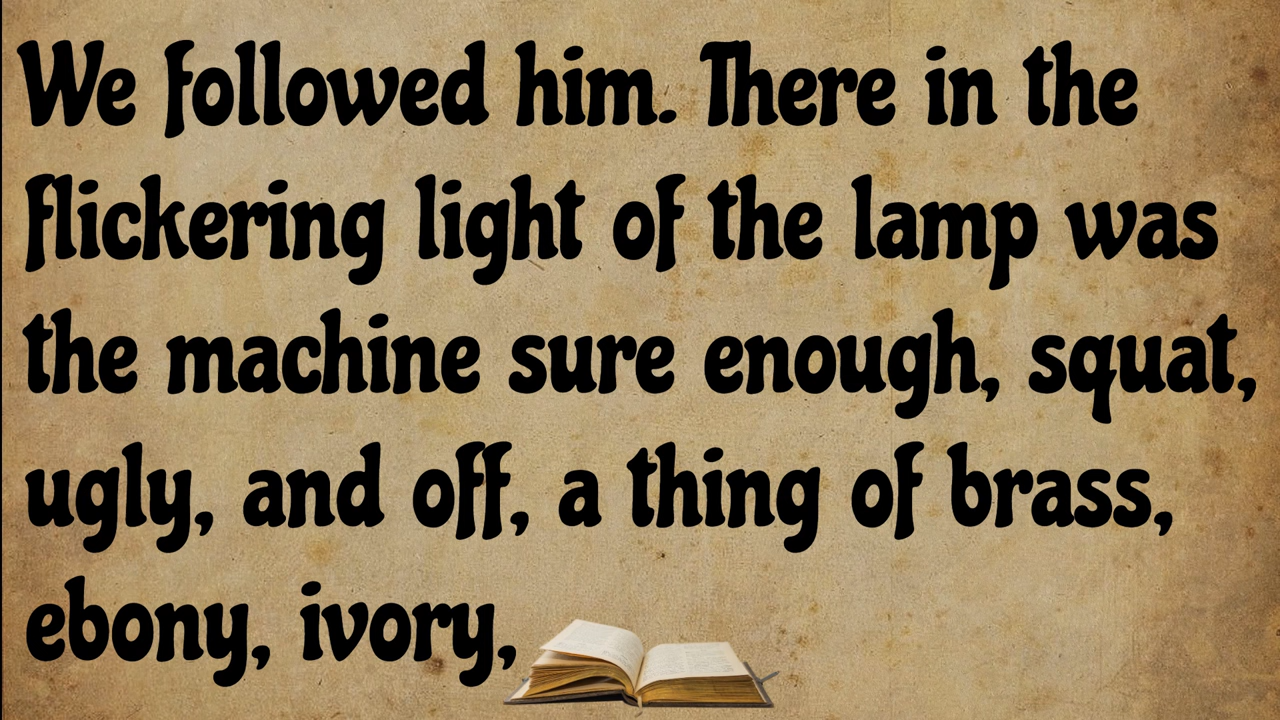 We followed him. There in the
flickering light of the lamp was
the machine sure enough, squat,
ugly, and off, a thing of brass,
ebony, ivory,